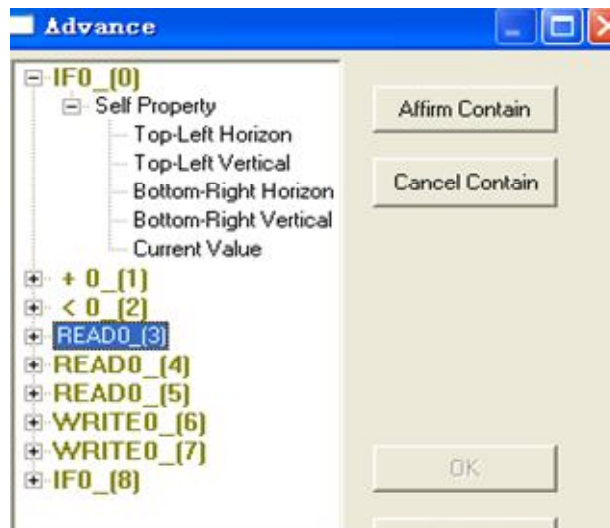 Advance
IF0_(0)
Self Property
Top-Left Horizon
Top-Left Vertical
Bottom-Right Horizon
Bottom-Right Vertical
Current Value
+ 0_(1)
< 0_(2)
READ0_(3)
READ0_(4)
READ0_(5)
WRITE0_(6)
WRITE0_(7)
IF0_(8)
Affirm Contain
Cancel Contain
OK